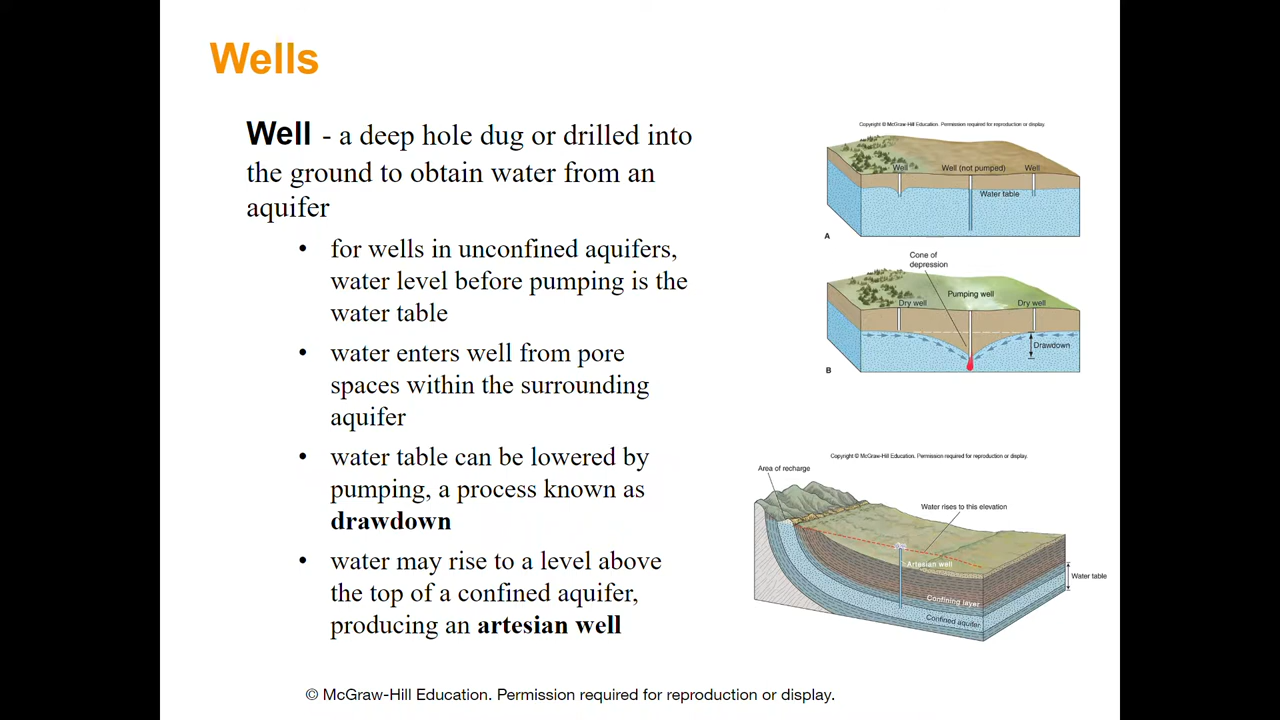 Wells
Well - a deep hole dug or drilled into
the ground to obtain water from an
aquifer
• for wells in unconfined aquifers,
water level before pumping is the
water table
• water enters well from pore
spaces within the surrounding
aquifer
• water table can be lowered by
pumping, a process known as
drawdown
• water may rise to a level above
the top of a confined aquifer,
producing an artesian well
Copyright © McGraw-Hill Education. Permission required for reproduction or display.
Well
Well (not pumped)
Well
Water table
A
Cone of
depression
Pumping well
Dry well
Dry well
Drawdown
B
Copyright © McGraw-Hill Education. Permission required for reproduction or display.
Area of recharge
Water rises to this elevation
Artesian well
Water table
Confining layer
Confined aquifer
© McGraw-Hill Education. Permission required for reproduction or display.